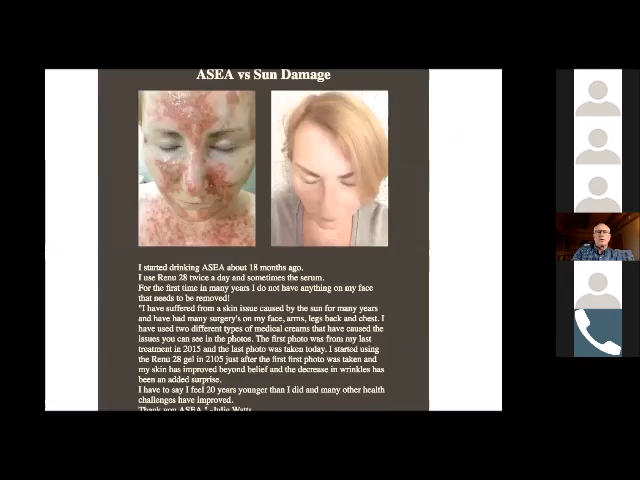 ASEA vs Sun Damage
I started drinking ASEA about 18 months ago.
I use Renu 28 twice a day and sometimes the serum.
For the first time in many years I do not have anything on my face
that needs to be removed!
"I have suffered from a skin issue caused by the sun for many years
and have had many surgery's on my face, arms, legs back and chest. I
have used two different types of medical creams that have caused the
issues you can see in the photos. The first photo was from my last
treatment in 2015 and the last photo was taken today. I started using
the Renu 28 gel in 2105 just after the first first photo was taken and
my skin has improved beyond belief and the decrease in wrinkles has
been an added surprise.
I have to say I feel 20 years younger than I did and many other health
challenges have improved.
Thank you ASEA." -Julie Watts